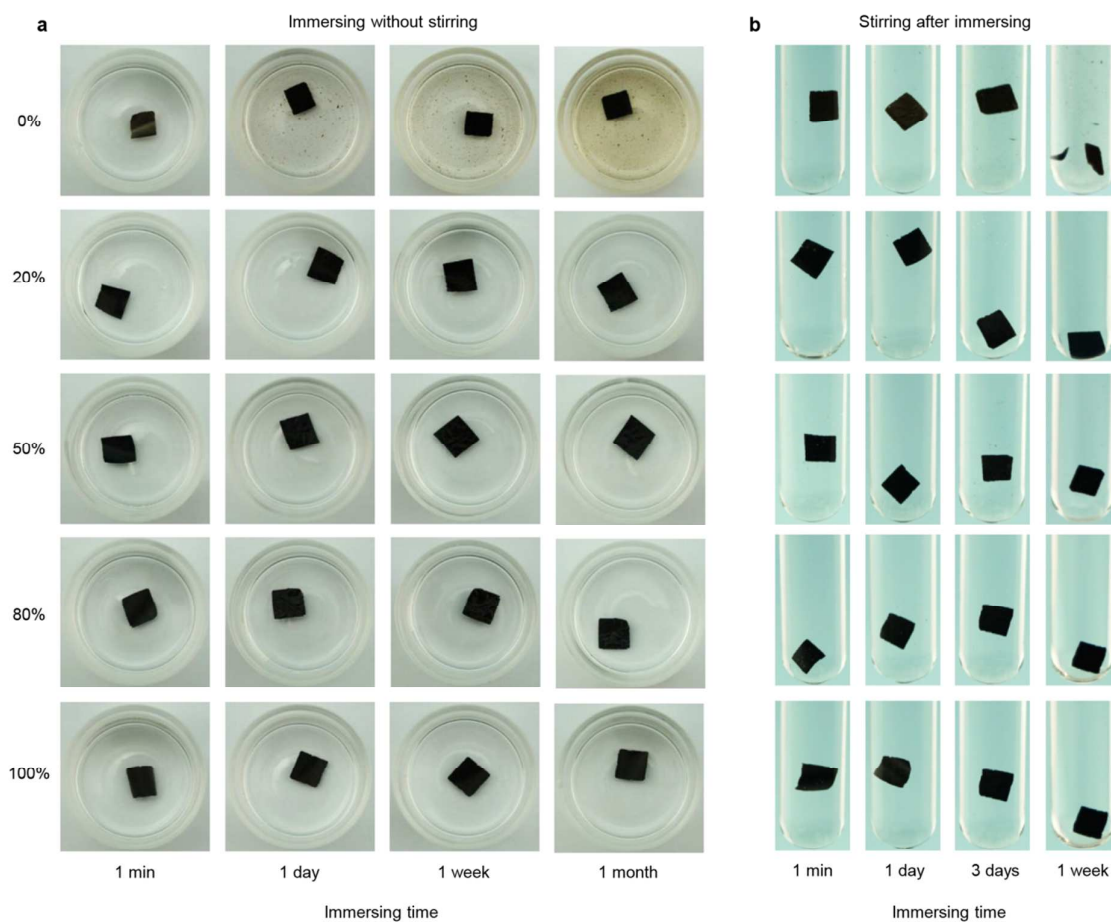 a
Immersing without stirring
b
Stirring after immersing
0%
20%
50%
80%
100%
1 min
1 day
1 week
1 month
1 min
1 day
3 days
1 week
Immersing time
Immersing time